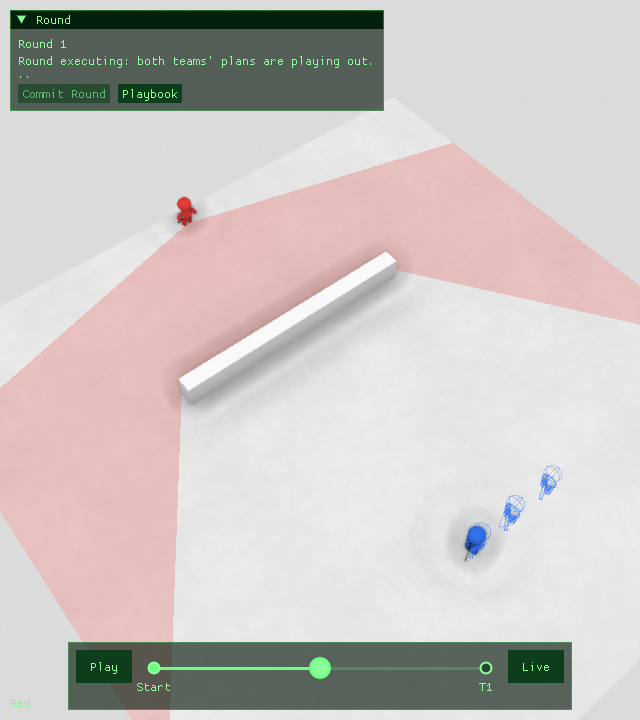 Round
Round 1
Round executing: both teams' plans are playing out.
..
Commit Round
Playbook
Play
Start
T1
Live
Red